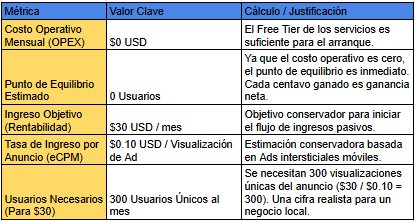 Métrica	Valor Clave	Cálculo / Justificación
Costo Operativo
Mensual (OPEX)
$0 USD
El Free Tier de los servicios es
suficiente para el arranque.
Punto de Equilibrio
Estimado
0 Usuarios
Ya que el costo operativo es cero,
el punto de equilibrio es inmediato.
Cada centavo ganado es ganancia
neta.
Ingreso Objetivo
(Rentabilidad)
$30 USD / mes
Objetivo conservador para iniciar
el flujo de ingresos pasivos.
Tasa de Ingreso por
Anuncio (eCPM)
$0.10 USD / Visualización
de Ad
Estimación conservadora basada
en Ads intersticiales móviles.
Usuarios Necesarios
(Para $30)
300 Usuarios Únicos al
mes
Se necesitan 300 visualizaciones
únicas del anuncio ($30 / $0.10 =
300). Una cifra realista para un
negocio local.